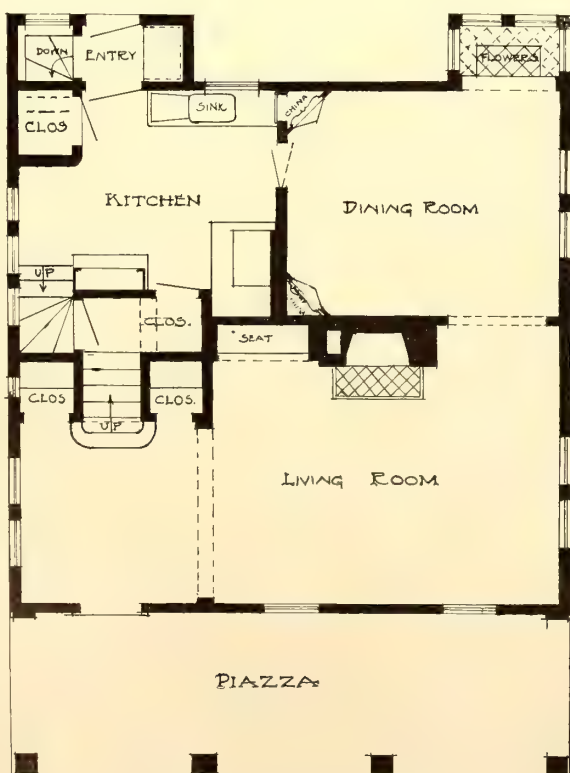 DOWN
ENTRY
FLOWERS
CLOS
SINK
CHINA
KITCHEN
DINING ROOM
UP
CLOS.
SEAT
CLOS
CLOS.
UP
LIVING ROOM
PIAZZA